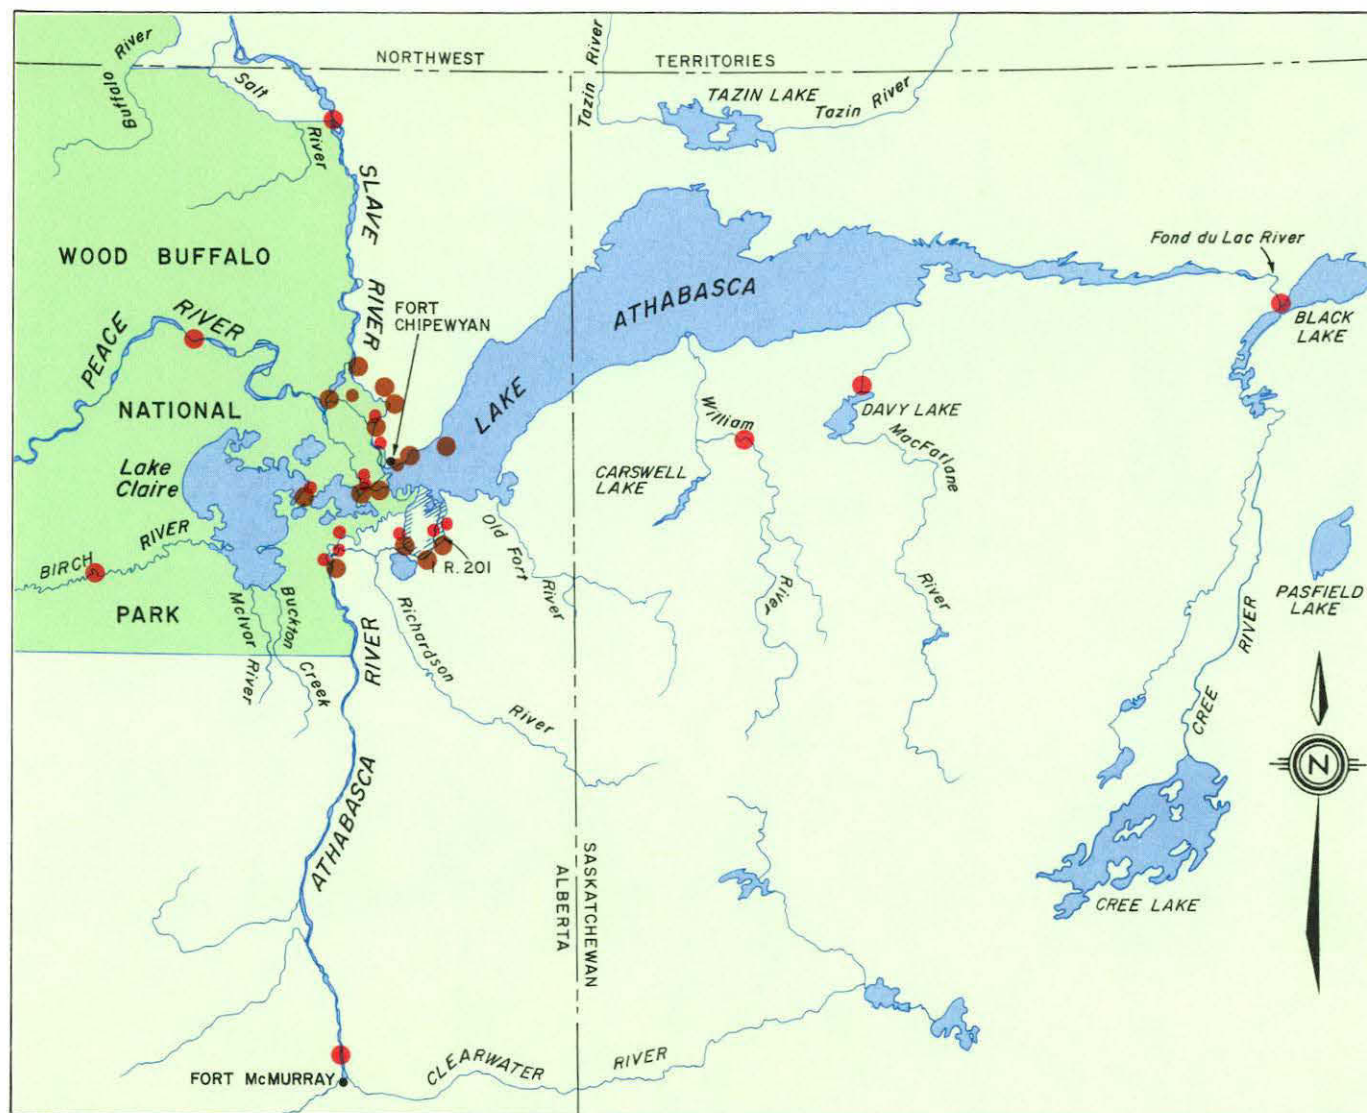 NORTHWEST TERRITORIES
Buffalo River
Salt River
Tazin River
TAZIN LAKE
Tazin River
SLAVE RIVER
WOOD BUFFALO
Fond du Lac River
ATHABASCA
PEACE RIVER
FORT
CHIPEWYAN
BLACK
LAKE
NATIONAL
LAKE
DAVY LAKE
William
MacFarlane
Lake
Claire
CARSWELL
LAKE
Old Fort
River
BIRCH RIVER
R. 201
River
River
PASFIELD
LAKE
PARK
McIvor River
Buckton Creek
RIVER
Richardson
River
CREE RIVER
N
ATHABASCA
SASKATCHEWAN
ALBERTA
CREE LAKE
FORT McMURRAY
CLEARWATER RIVER